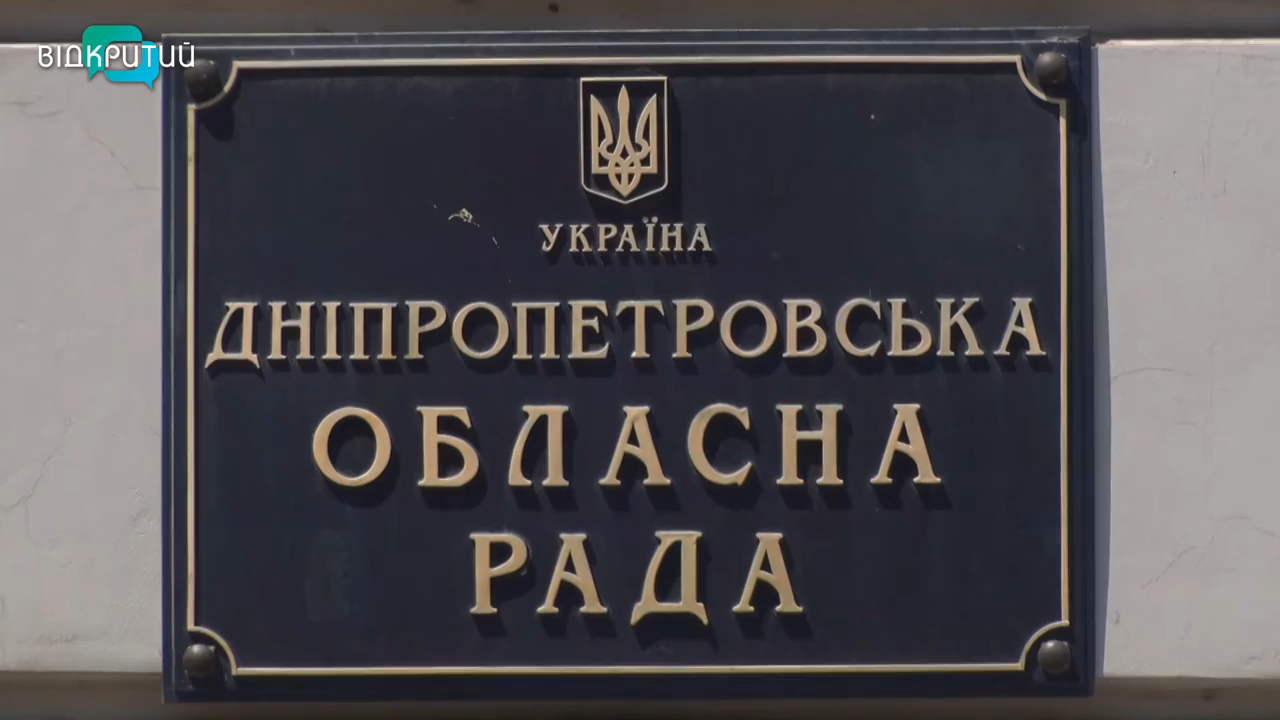 ВІДКРИТИЙ
УКРАЇНА
ДНІПРОПЕТРОВСЬКА
ОБЛАСНА
РАДА